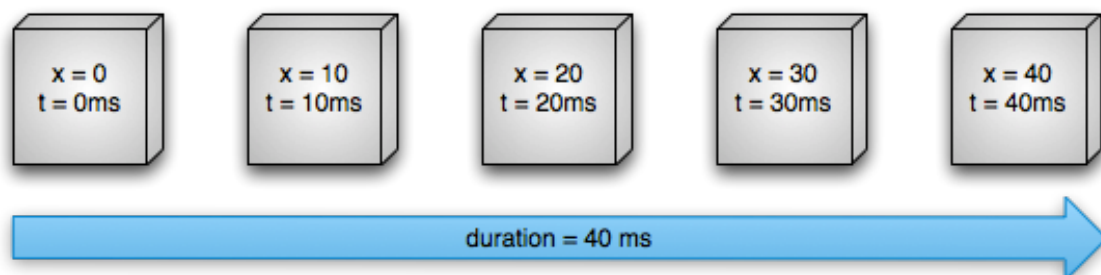 x = 0
t = 0ms
x = 10
t = 10ms
x = 20
t = 20ms
x = 30
t = 30ms
x = 40
t = 40ms
duration = 40 ms